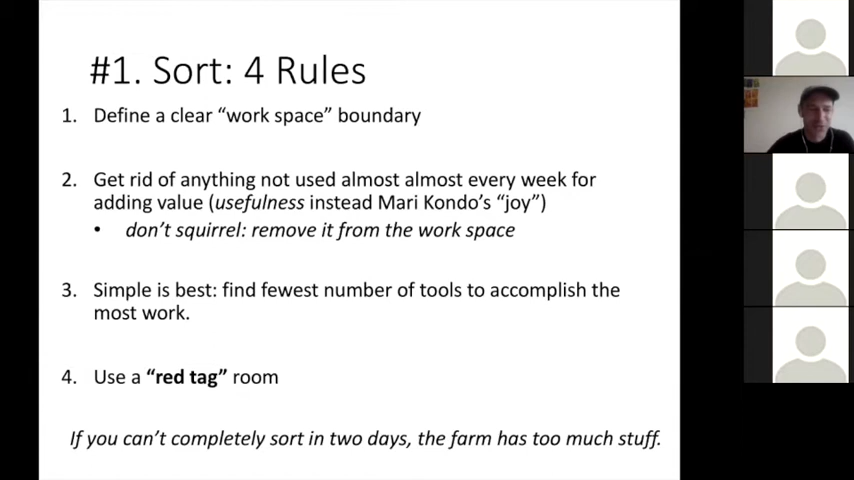 #1. Sort: 4 Rules
1. Define a clear “work space” boundary
2. Get rid of anything not used almost almost every week for
adding value (usefulness instead Mari Kondo’s “joy”)
• don’t squirrel: remove it from the work space
3. Simple is best: find fewest number of tools to accomplish the
most work.
4. Use a “red tag” room
If you can’t completely sort in two days, the farm has too much stuff.